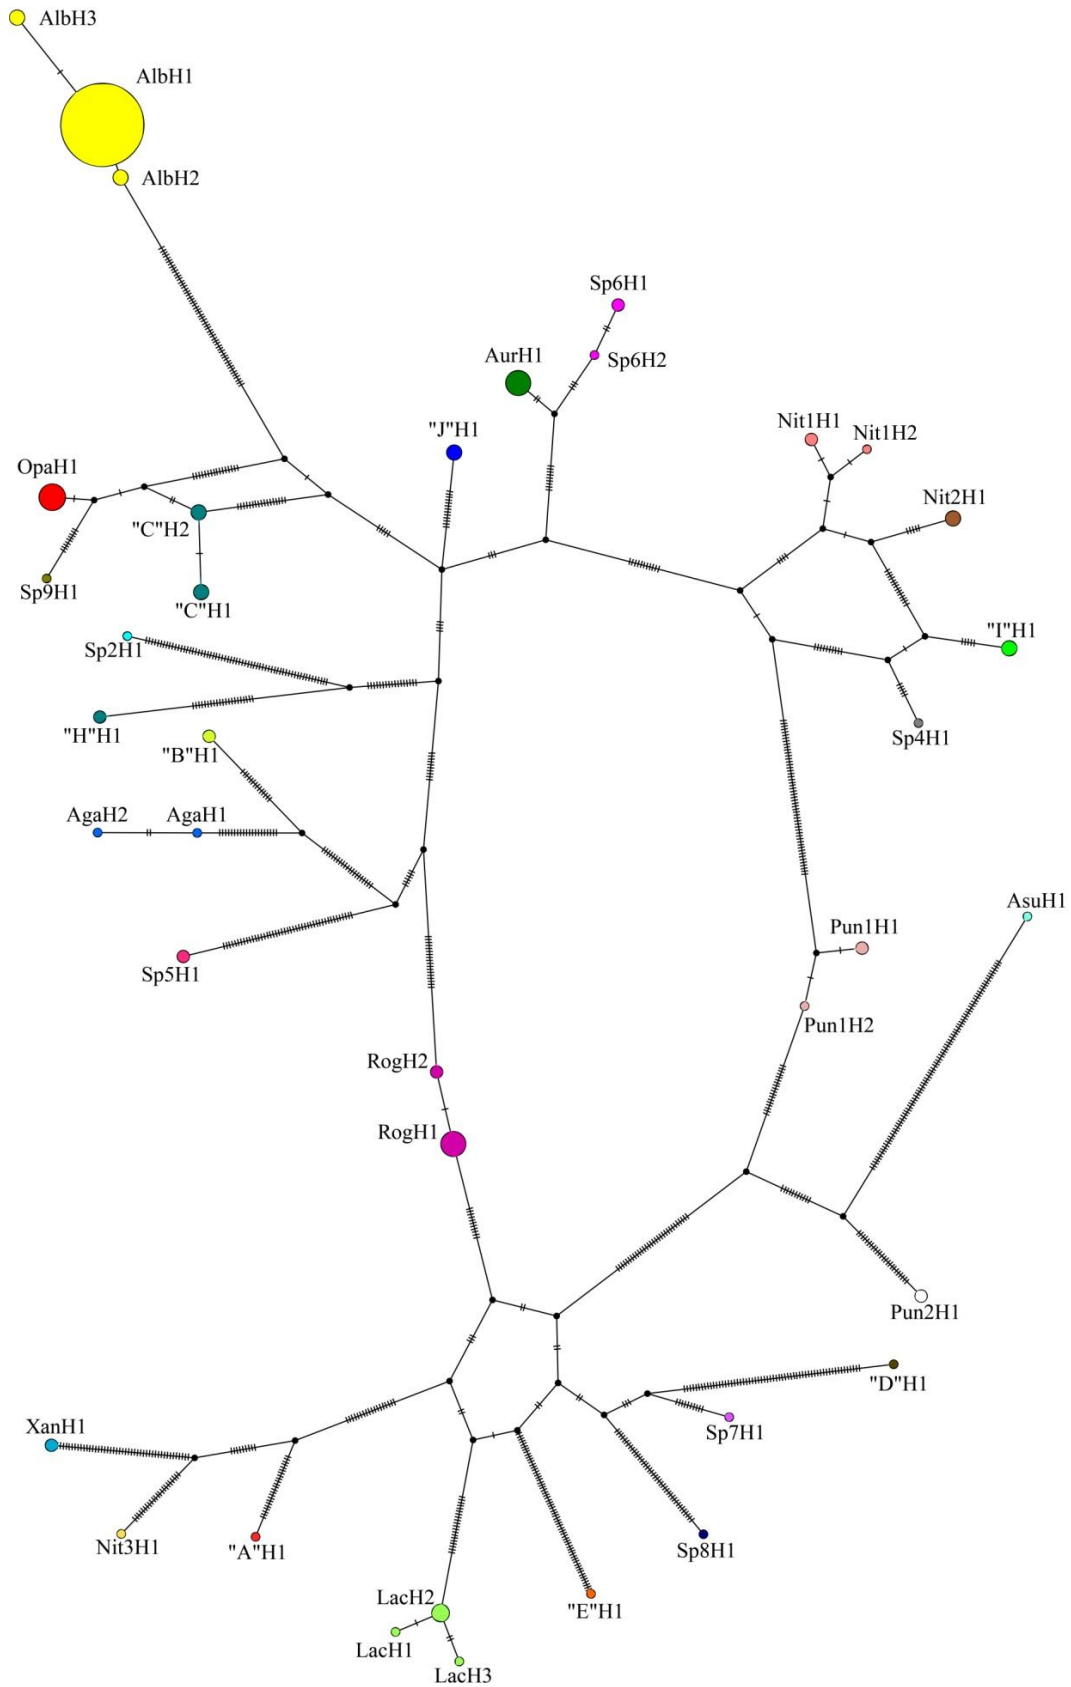 AlbH3
AlbH1
AlbH2
Sp6H1
Sp6H2
AurH1
"J"H1
Nit1H1
Nit1H2
OpaH1
Nit2H1
"C"H2
Sp9H1
"C"H1
"I"H1
Sp2H1
"H"H1
Sp4H1
"B"H1
AgaH2
AgaH1
AsuH1
Pun1H1
Sp5H1
Pun1H2
RogH2
RogH1
Pun2H1
"D"H1
XanH1
Sp7H1
Nit3H1
"A"H1
Sp8H1
LacH2
"E"H1
LacH1
LacH3